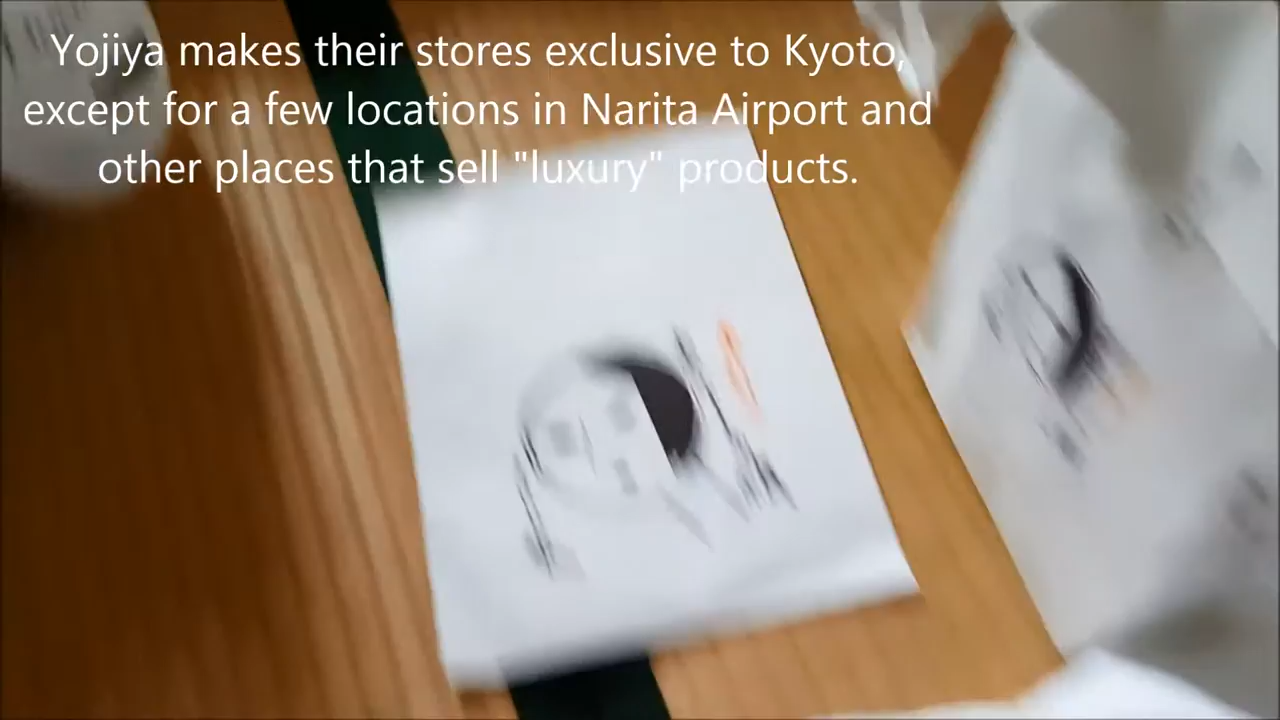 Yojiya makes their stores exclusive to Kyoto,
except for a few locations in Narita Airport and
other places that sell "luxury" products.